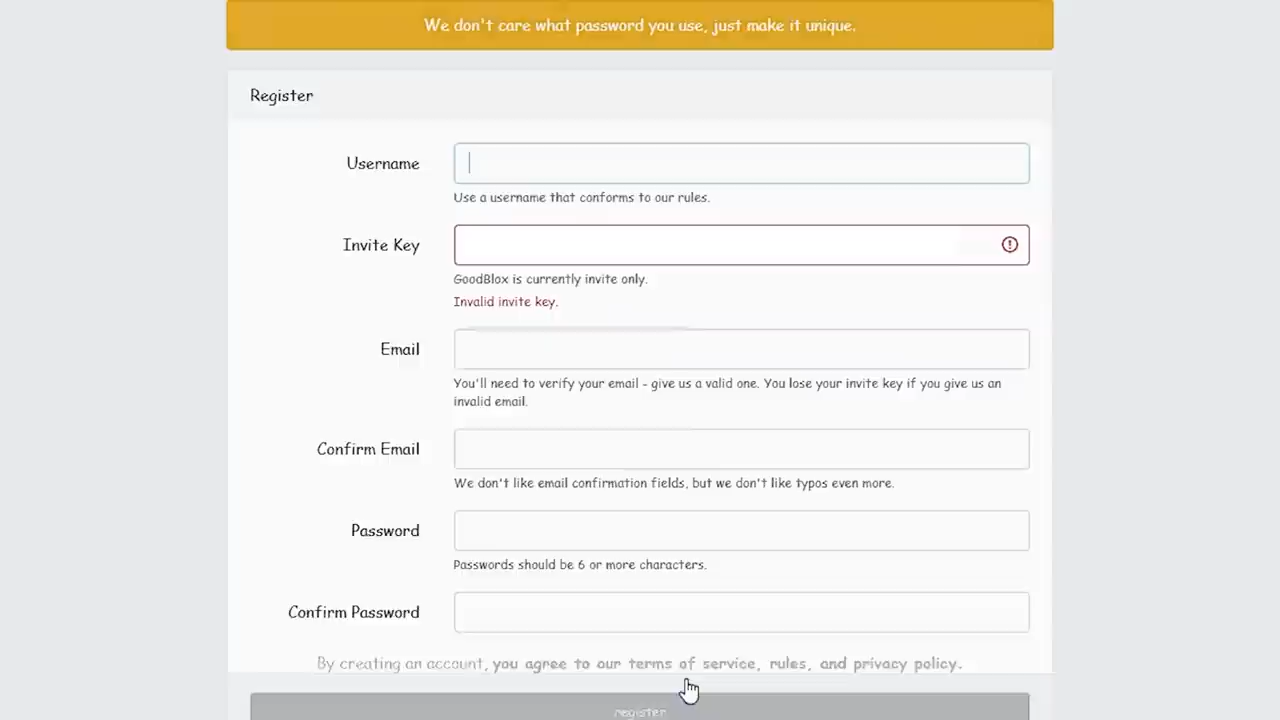 We don't care what password you use, just make it unique.
Register
Username
Use a username that conforms to our rules.
Invite Key
GoodBlox is currently invite only.
Invalid invite key.
Email
You'll need to verify your email - give us a valid one. You lose your invite key if you give us an
invalid email.
Confirm Email
We don't like email confirmation fields, but we don't like typos even more.
Password
Passwords should be 6 or more characters.
Confirm Password
By creating an account, you agree to our terms of service, rules, and privacy policy.
register